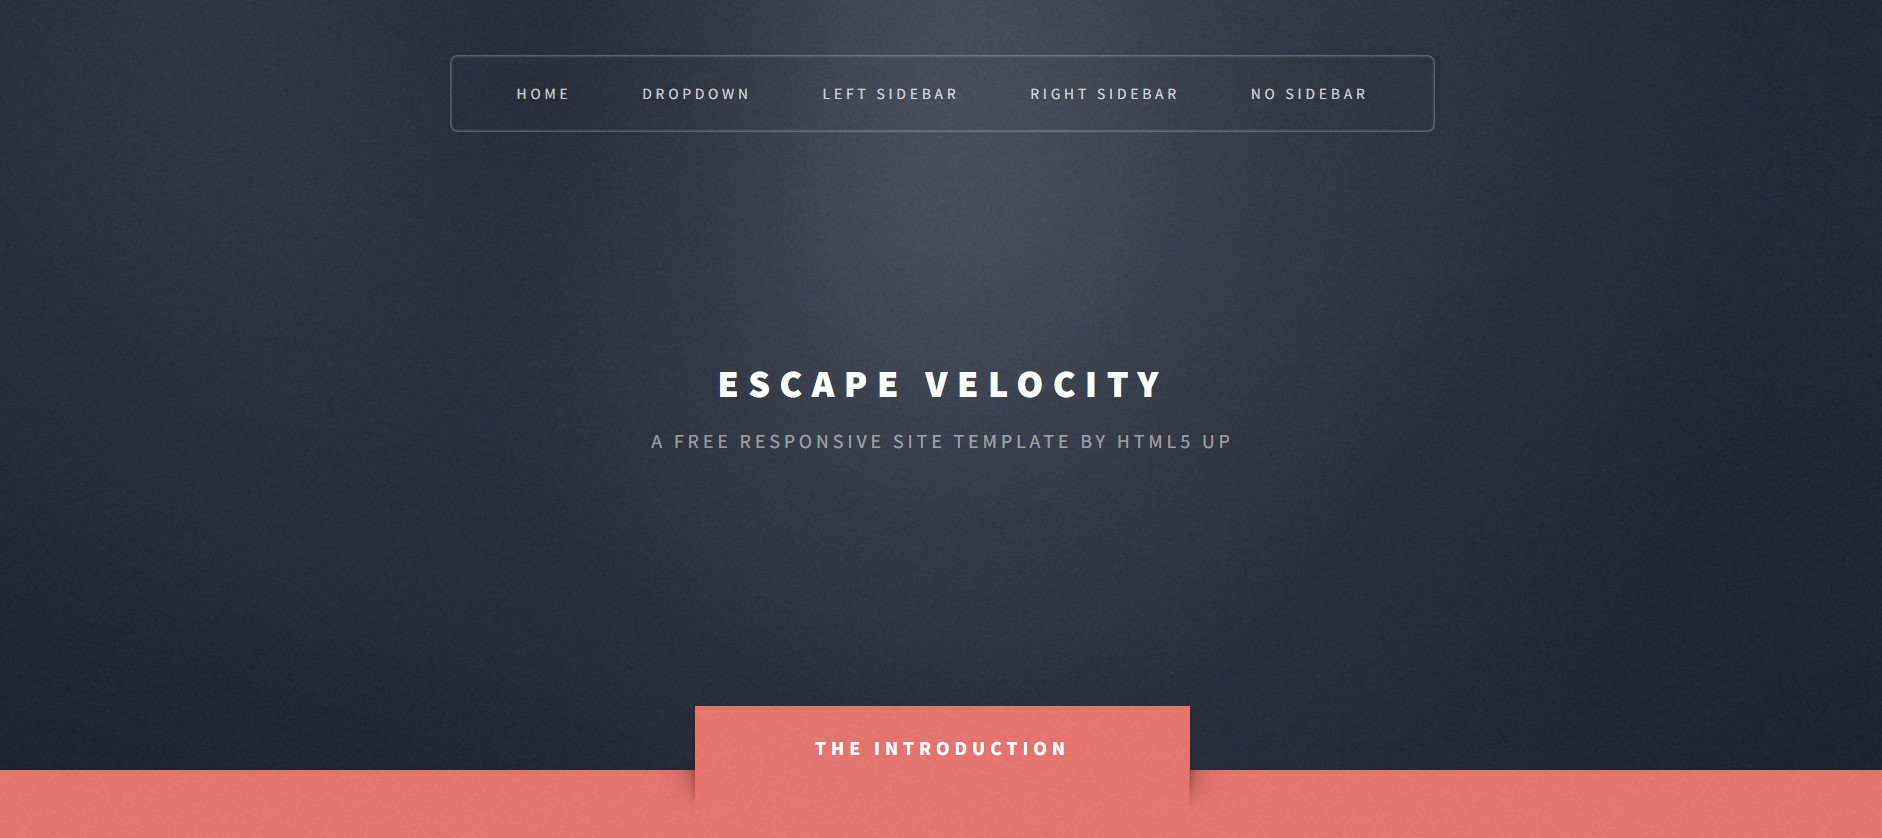 HOME DROPDOWN LEFT SIDEBAR RIGHT SIDEBAR NO SIDEBAR
ESCAPE VELOCITY
A FREE RESPONSIVE SITE TEMPLATE BY HTML5 UP
THE INTRODUCTION